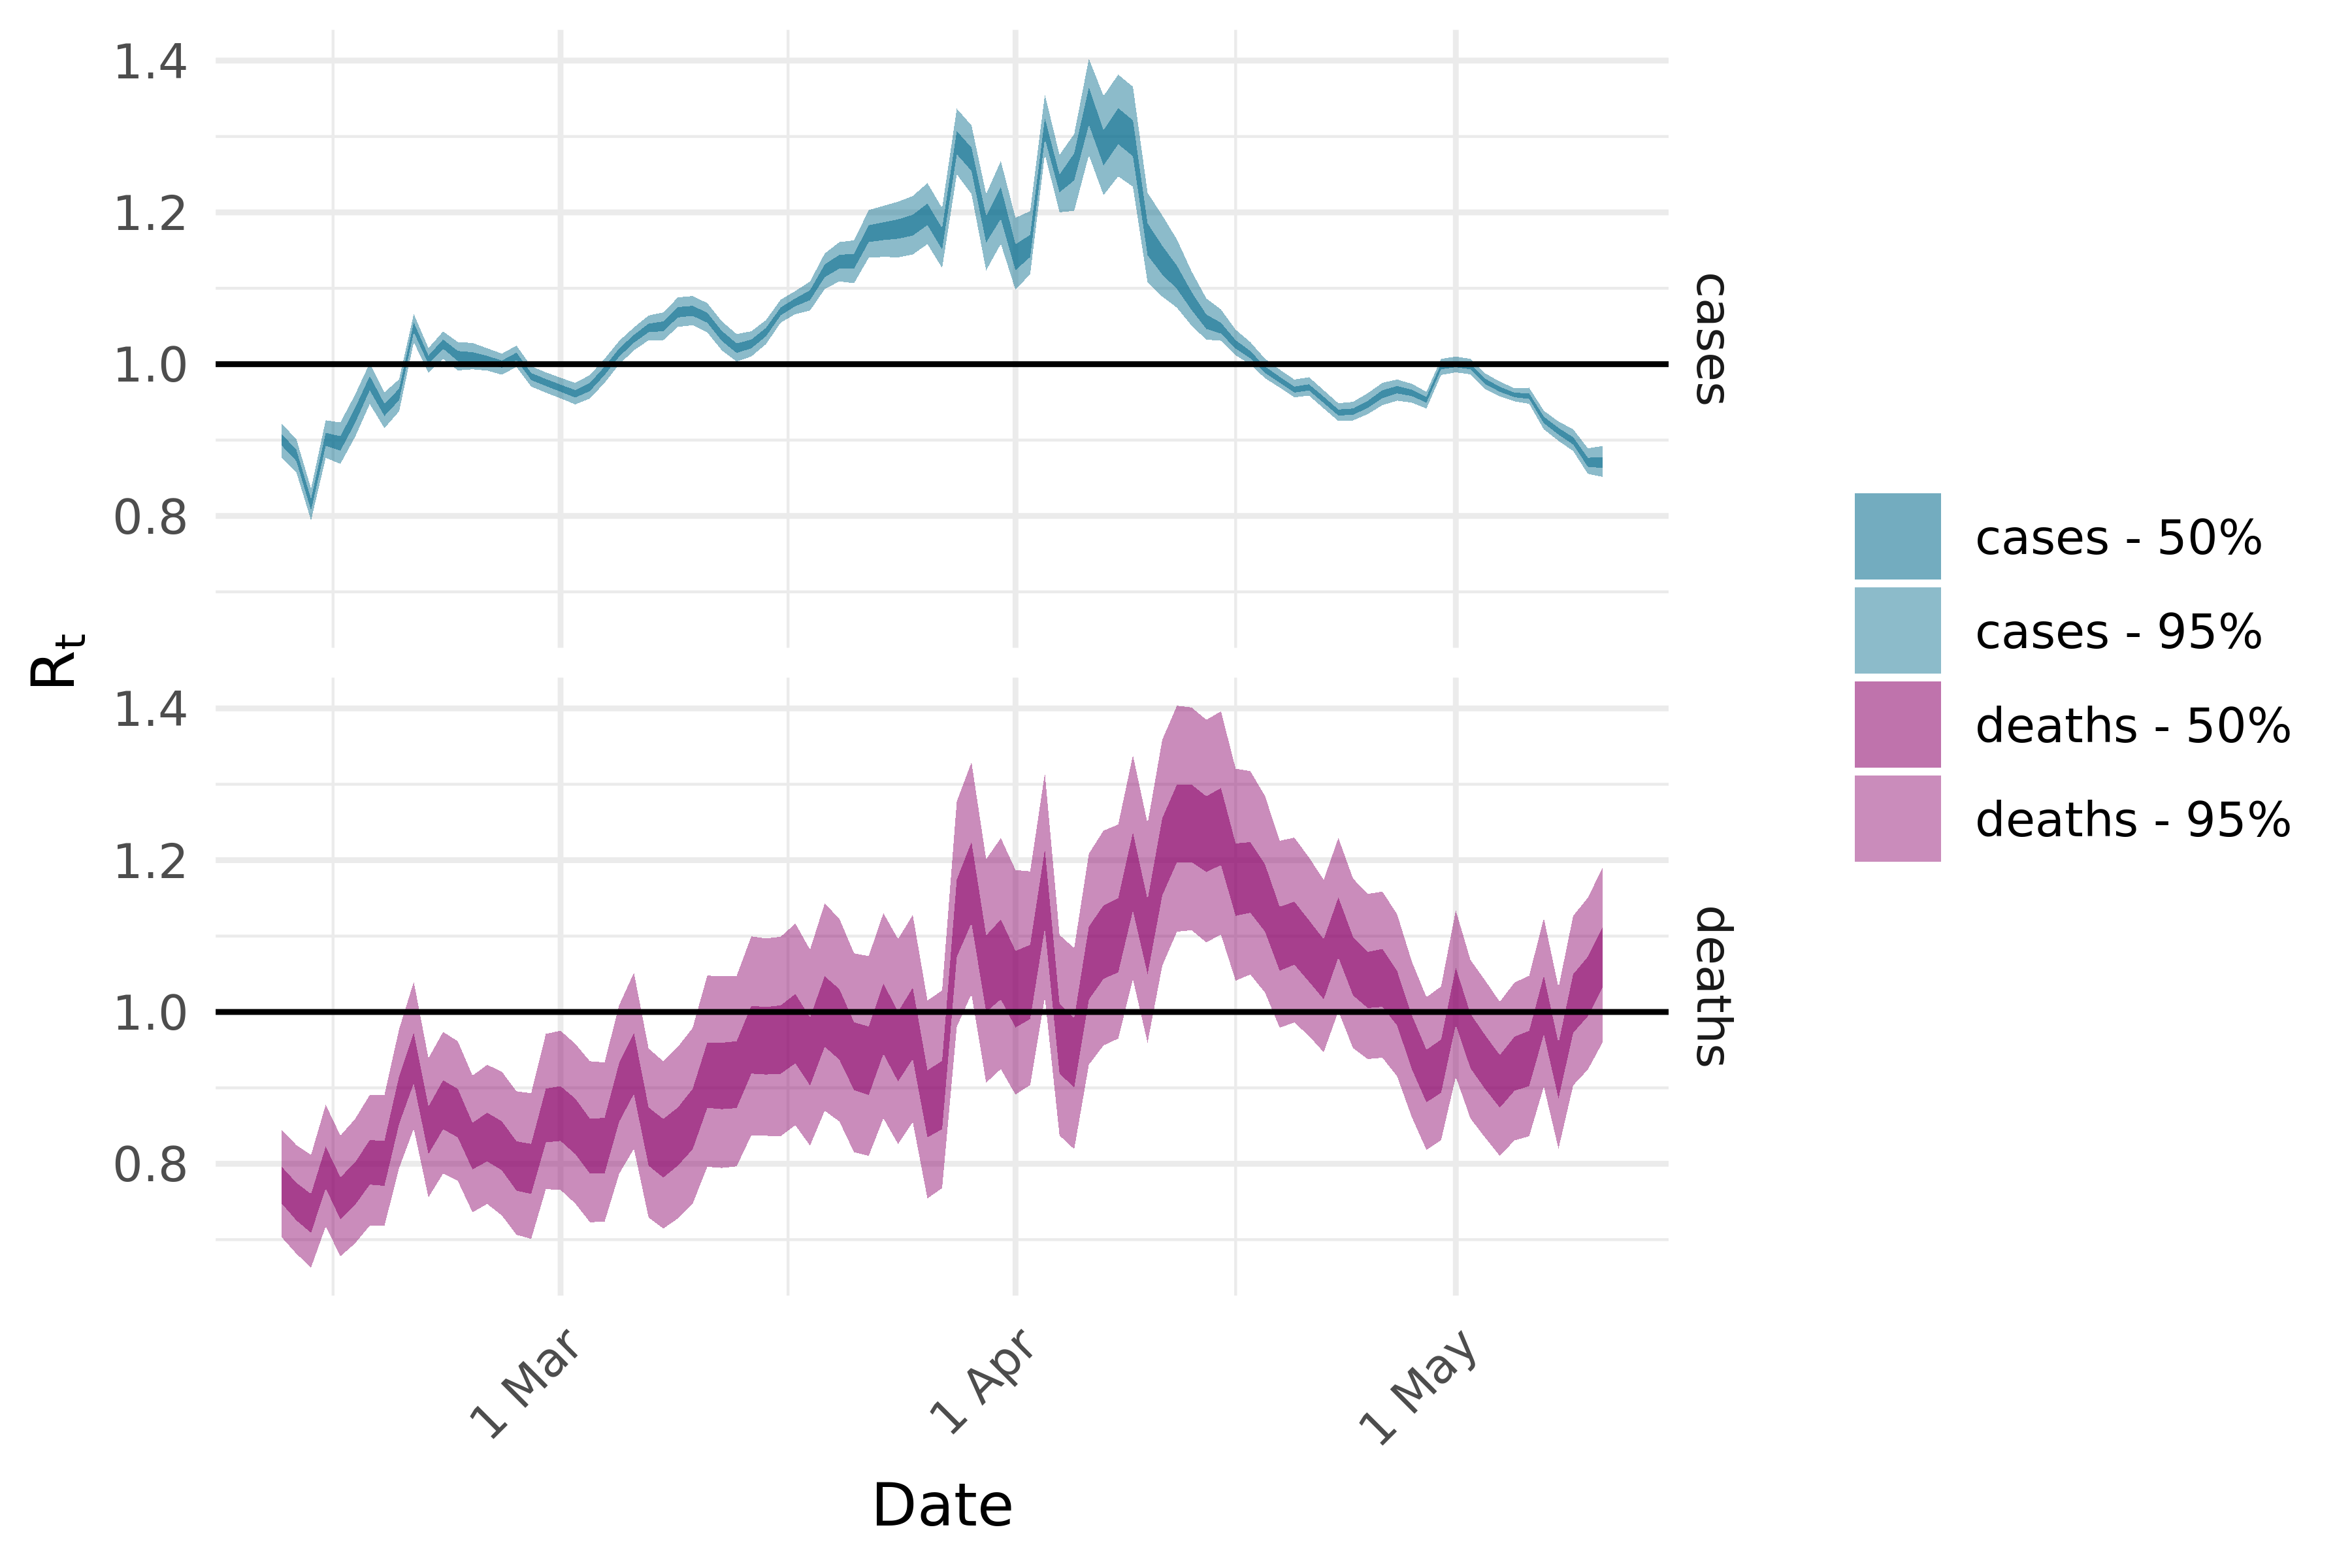 1.4
1.2
1.0
0.8
cases
Rt
1.4
1.2
1.0
0.8
deaths
1 Mar
1 Apr
1 May
Date
cases - 50%
cases - 95%
deaths - 50%
deaths - 95%